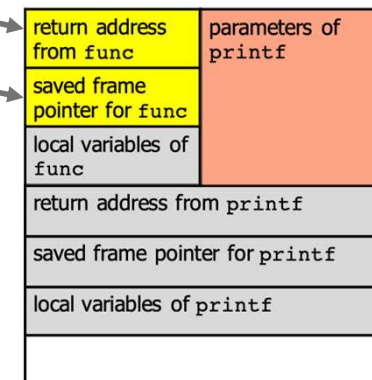 return address
from func
parameters of
printf
saved frame
pointer for func
local variables of
func
return address from printf
saved frame pointer for printf
local variables of printf